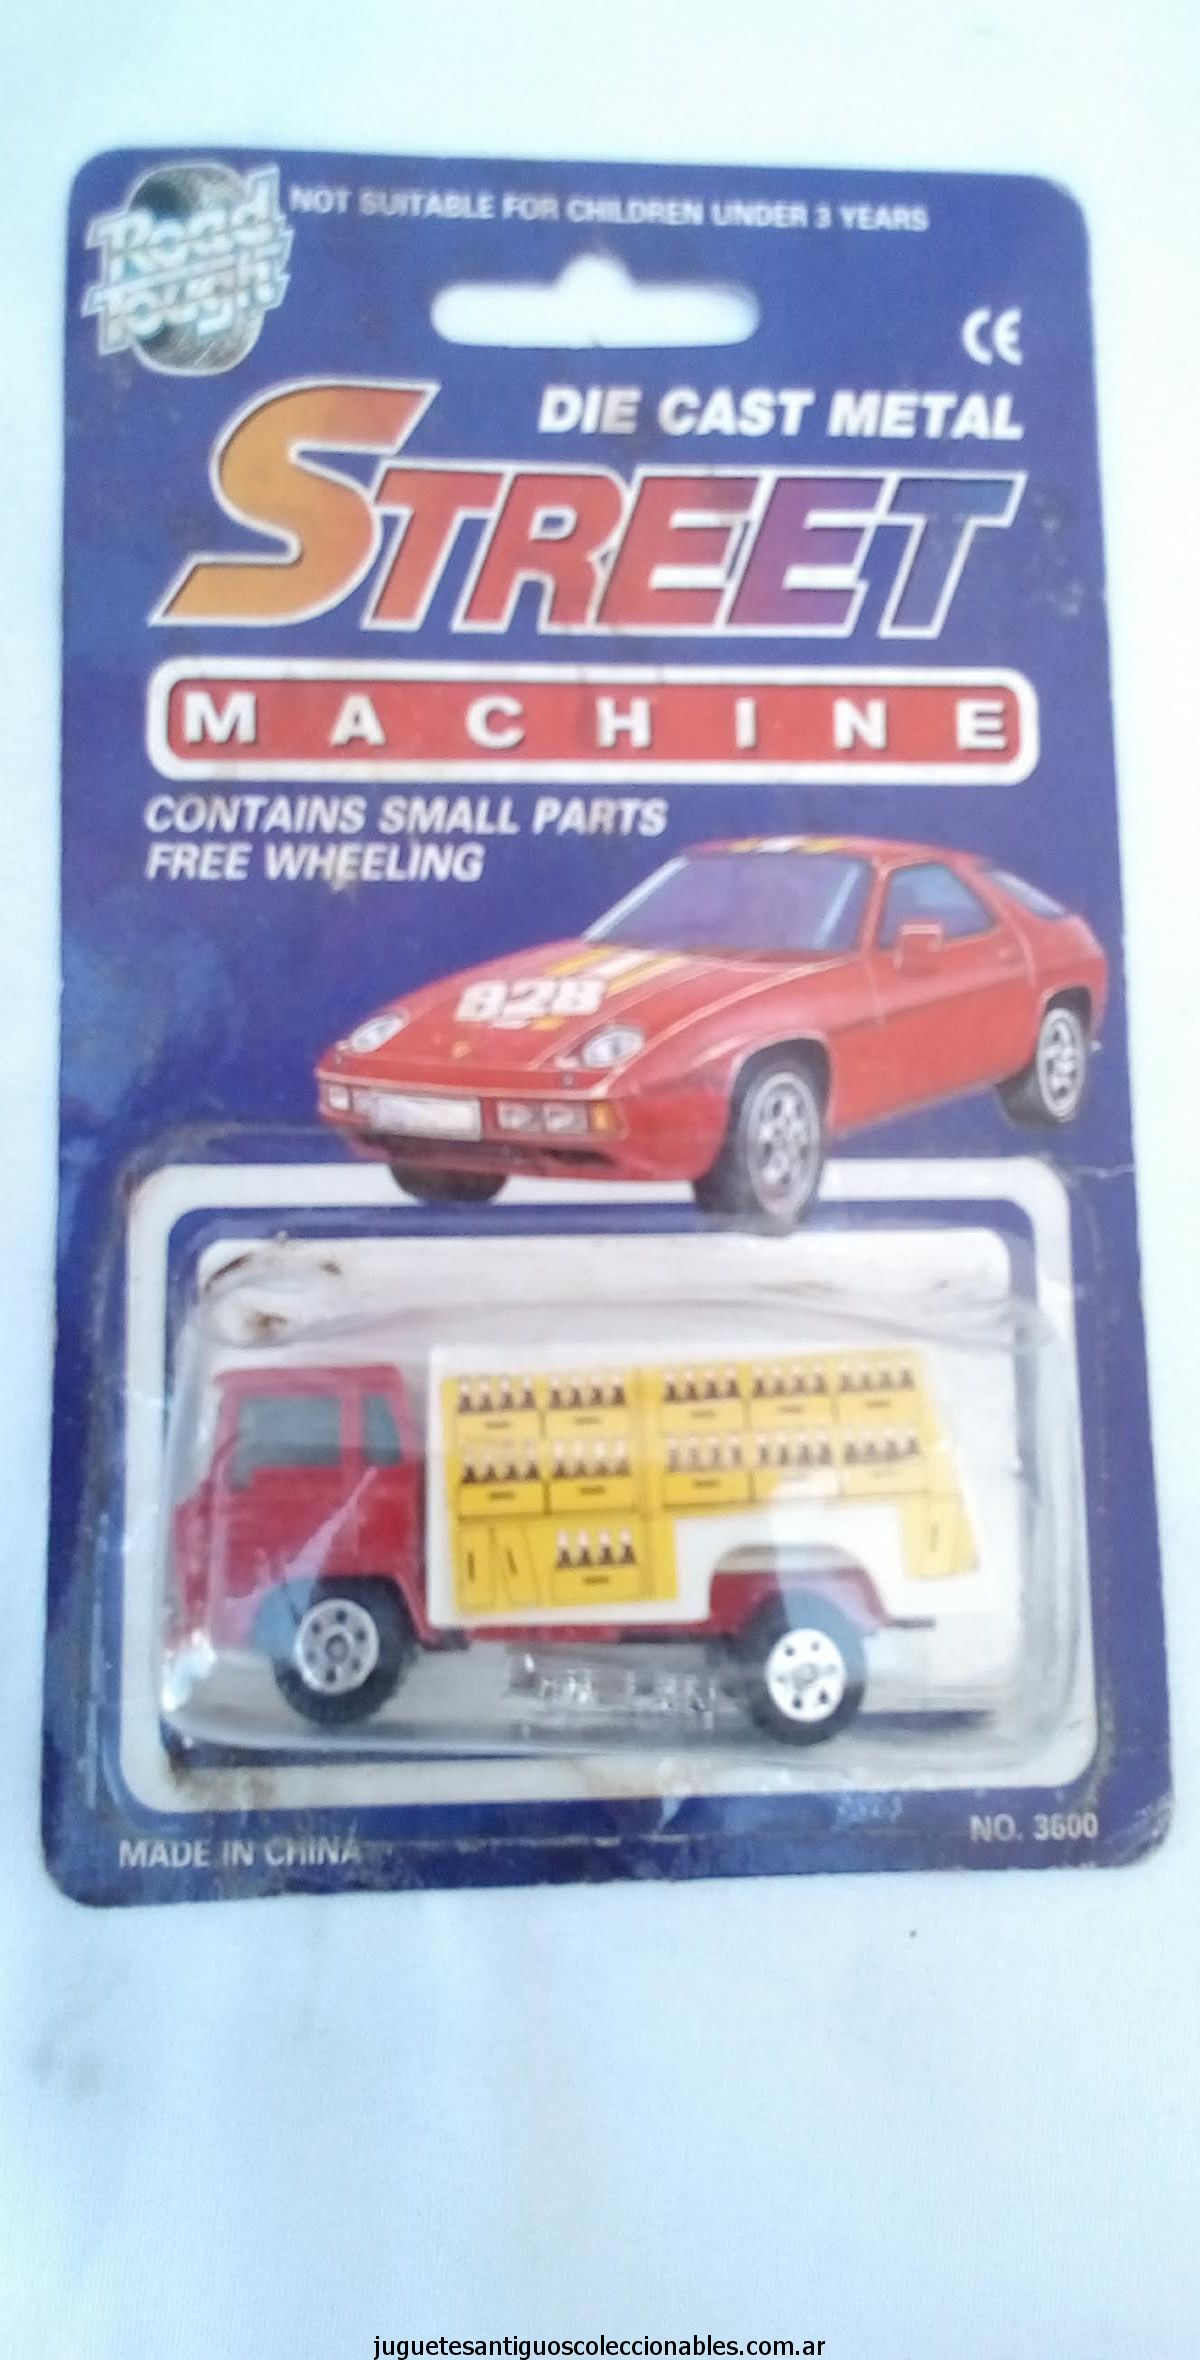 Road
Tough
NOT SUITABLE FOR CHILDREN UNDER 3 YEARS
CE
DIE CAST METAL
STREET
MACHINE
CONTAINS SMALL PARTS
FREE WHEELING
928
MADE IN CHINA
NO. 3600
juguetesantiguoscoleccionables.com.ar